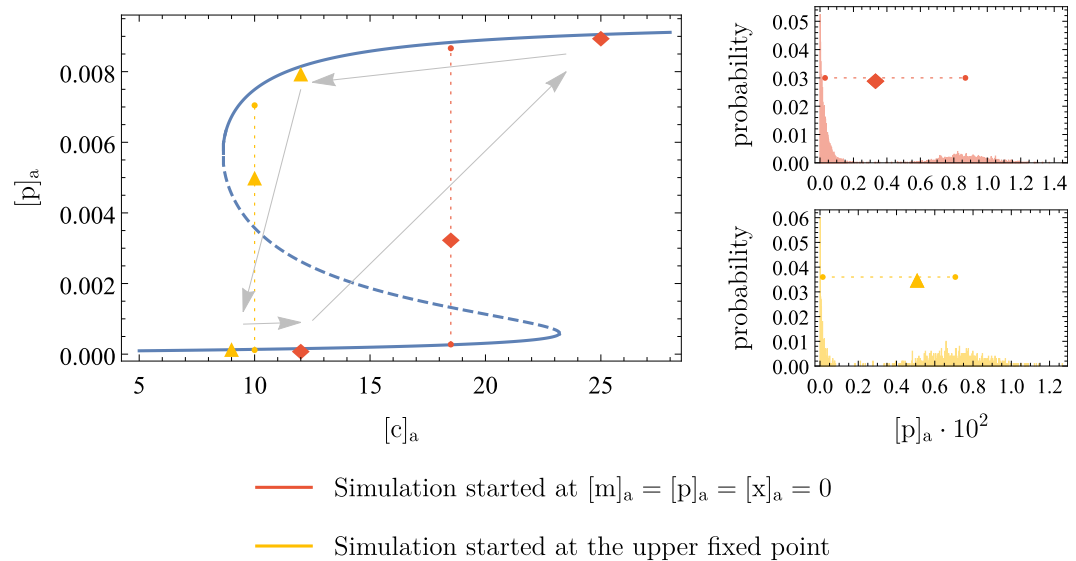 [p]ₐ
0.008
0.006
0.004
0.002
0.000
5 10 15 20 25
[c]ₐ
probability
0.05
0.04
0.03
0.02
0.01
0.00
0.0 0.2 0.4 0.6 0.8 1.0 1.2 1.4
probability
0.06
0.05
0.04
0.03
0.02
0.01
0.00
0.0 0.2 0.4 0.6 0.8 1.0 1.2
[p]ₐ · 10²
Simulation started at [m]ₐ = [p]ₐ = [x]ₐ = 0
Simulation started at the upper fixed point